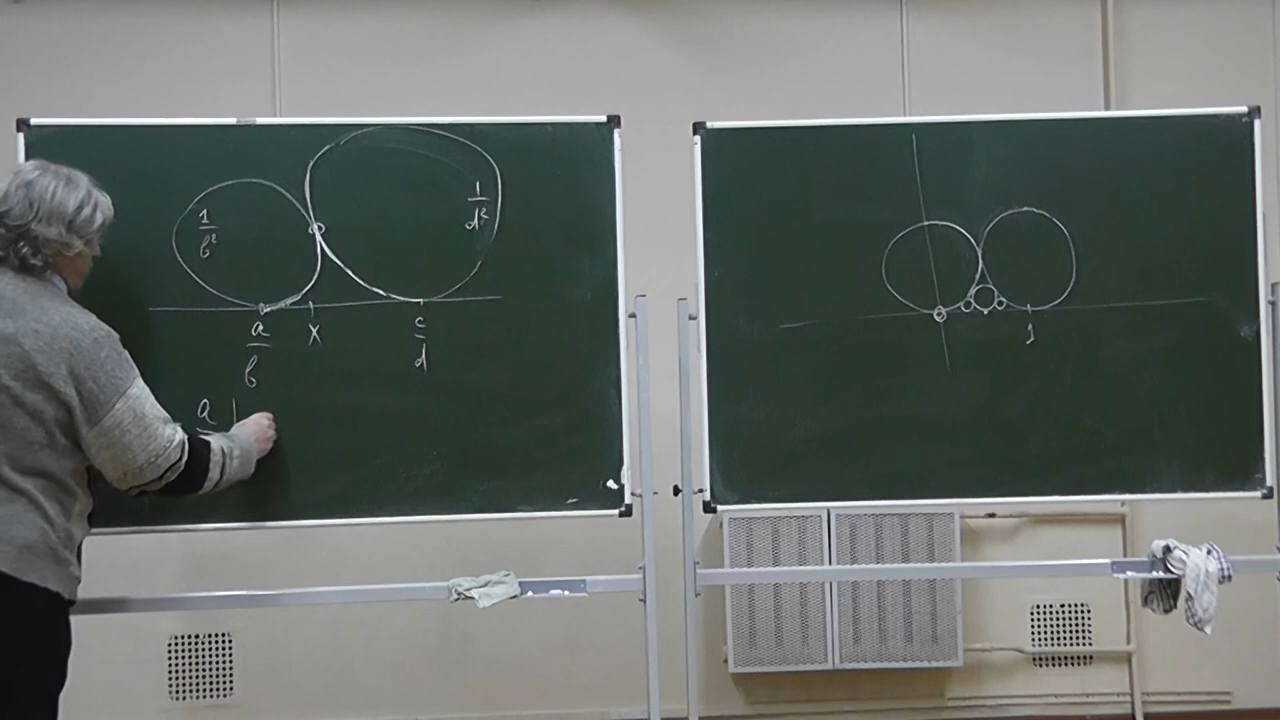 1/b²
1/d²
a/b x c/d
a
1